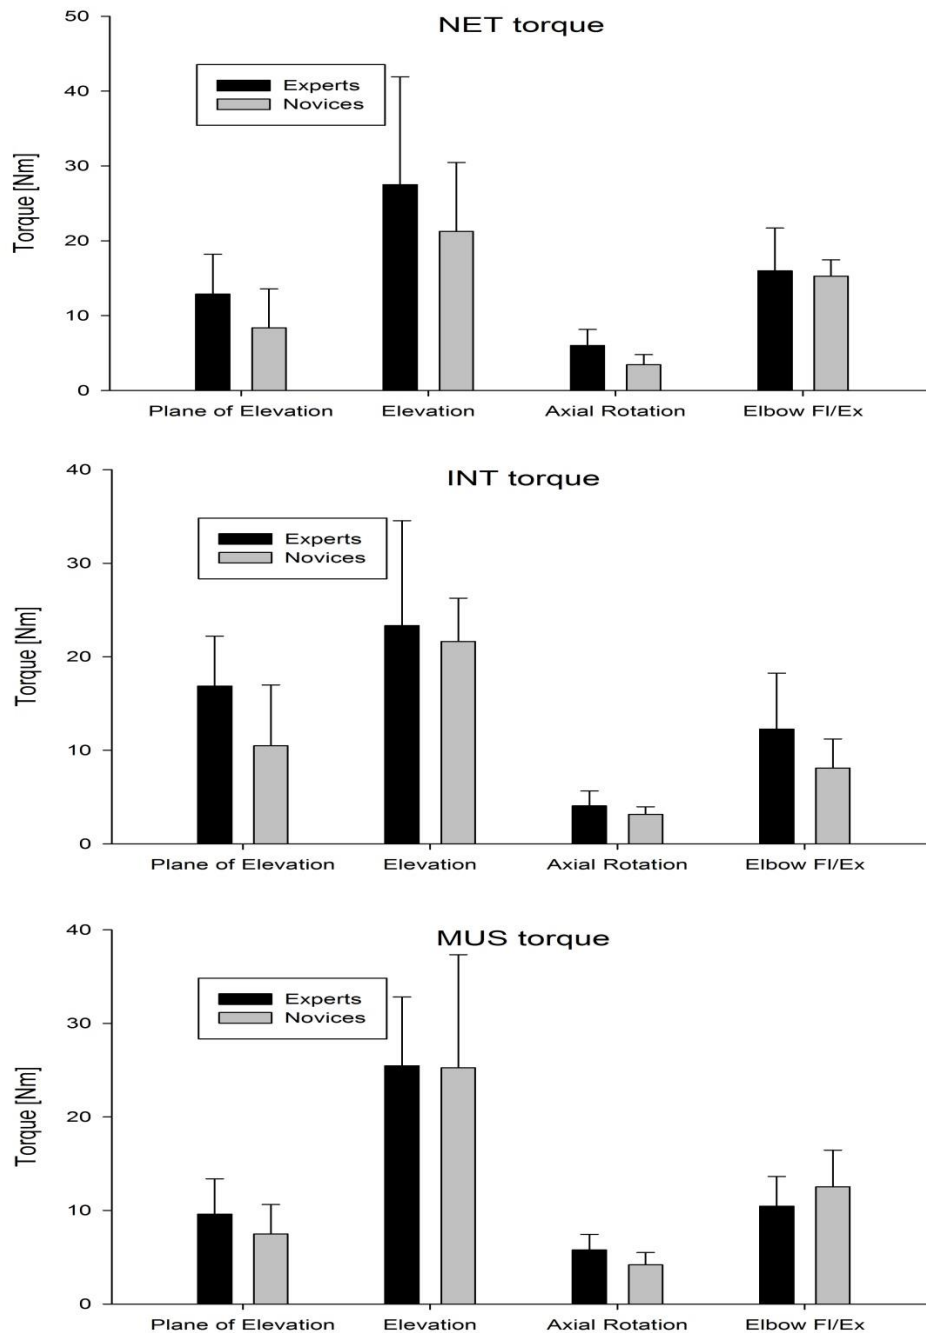 NET torque
50
40
30
20
10
0
Torque [Nm]
Experts
Novices
Plane of Elevation Elevation Axial Rotation Elbow Fl/Ex
INT torque
40
30
20
10
0
Torque [Nm]
Experts
Novices
Plane of Elevation Elevation Axial Rotation Elbow Fl/Ex
MUS torque
40
30
20
10
0
Torque [Nm]
Experts
Novices
Plane of Elevation Elevation Axial Rotation Elbow Fl/Ex